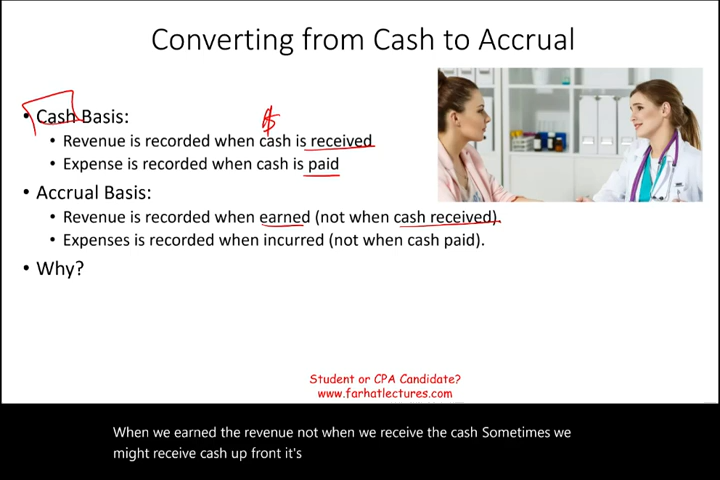 Converting from Cash to Accrual
• Cash Basis:
• Revenue is recorded when cash is received
• Expense is recorded when cash is paid
• Accrual Basis:
• Revenue is recorded when earned (not when cash received).
• Expenses is recorded when incurred (not when cash paid).
• Why?
$
Student or CPA Candidate?
www.farhatlectures.com
When we earned the revenue not when we receive the cash Sometimes we
might receive cash up front it's